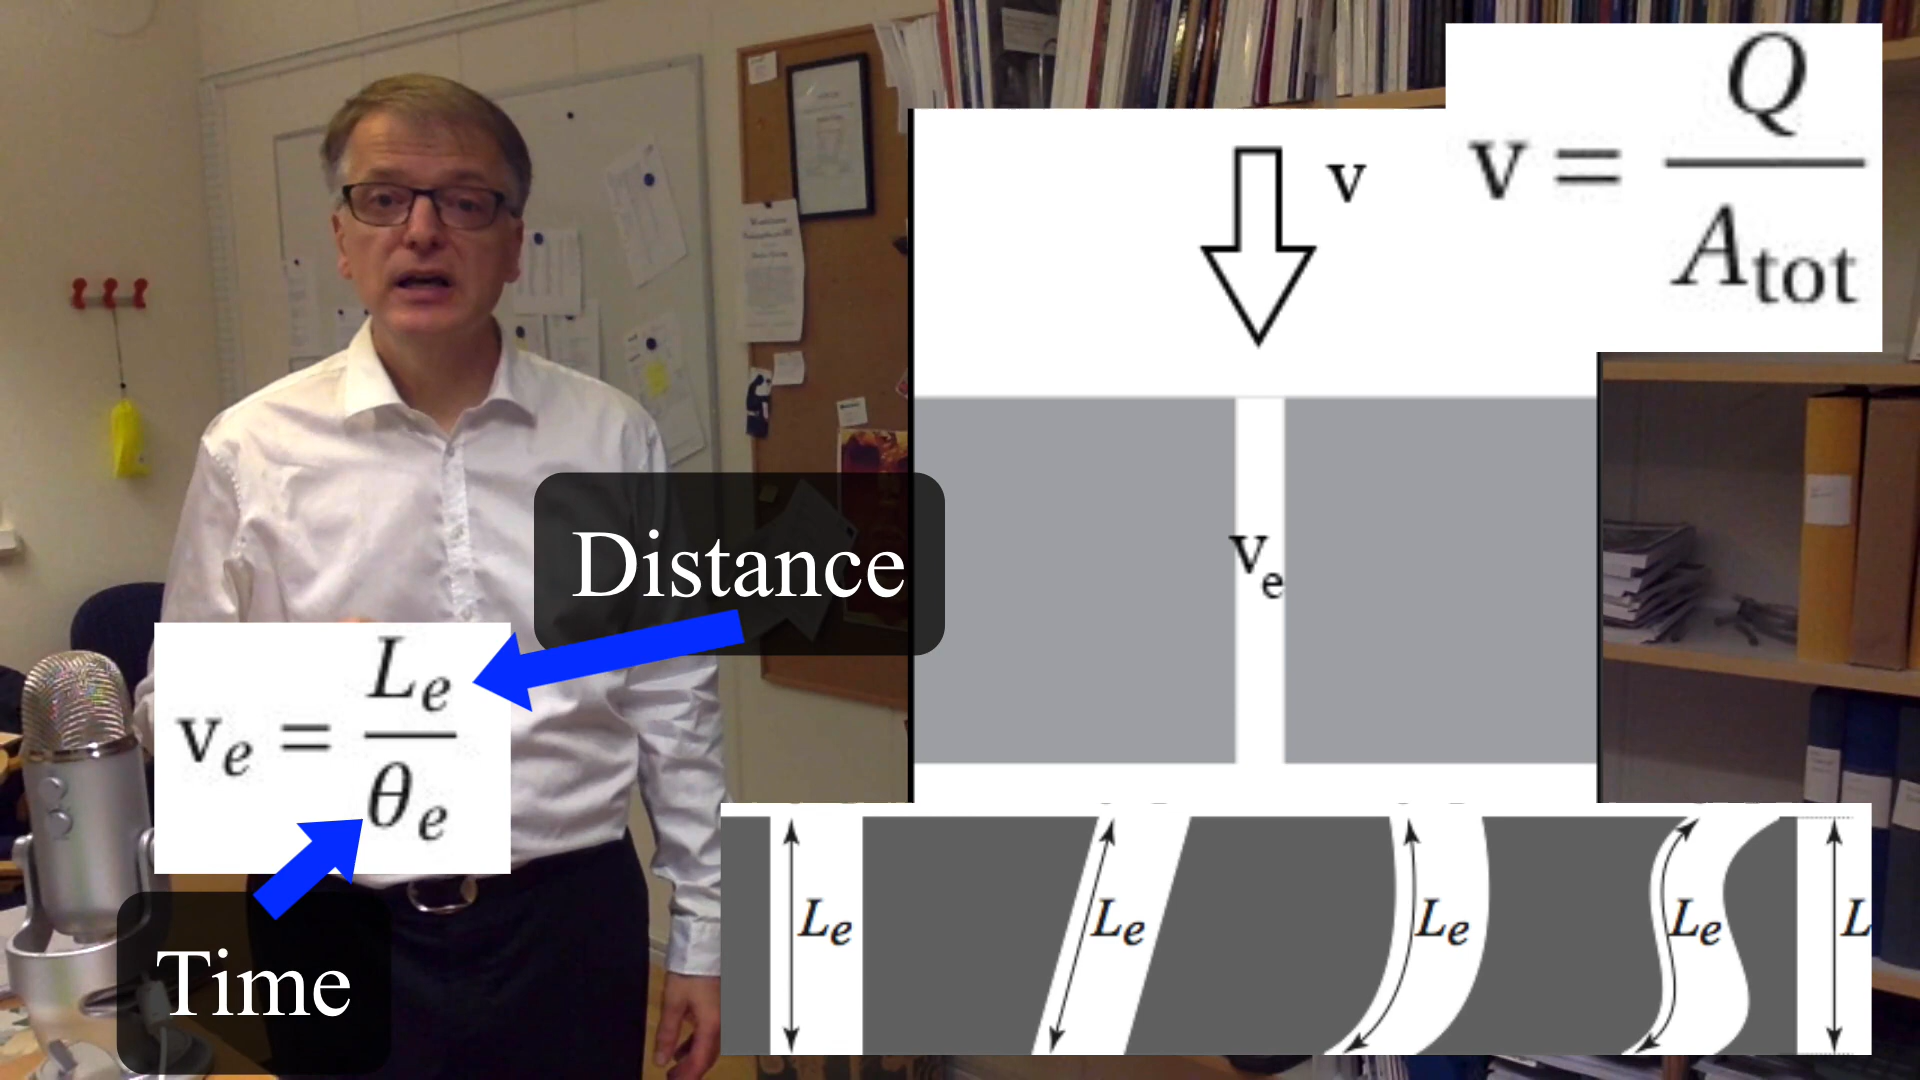 v
v = Q / A_tot
v_e
Distance
v_e = L_e / θ_e
Time
L_e
L_e
L_e
L_e
L